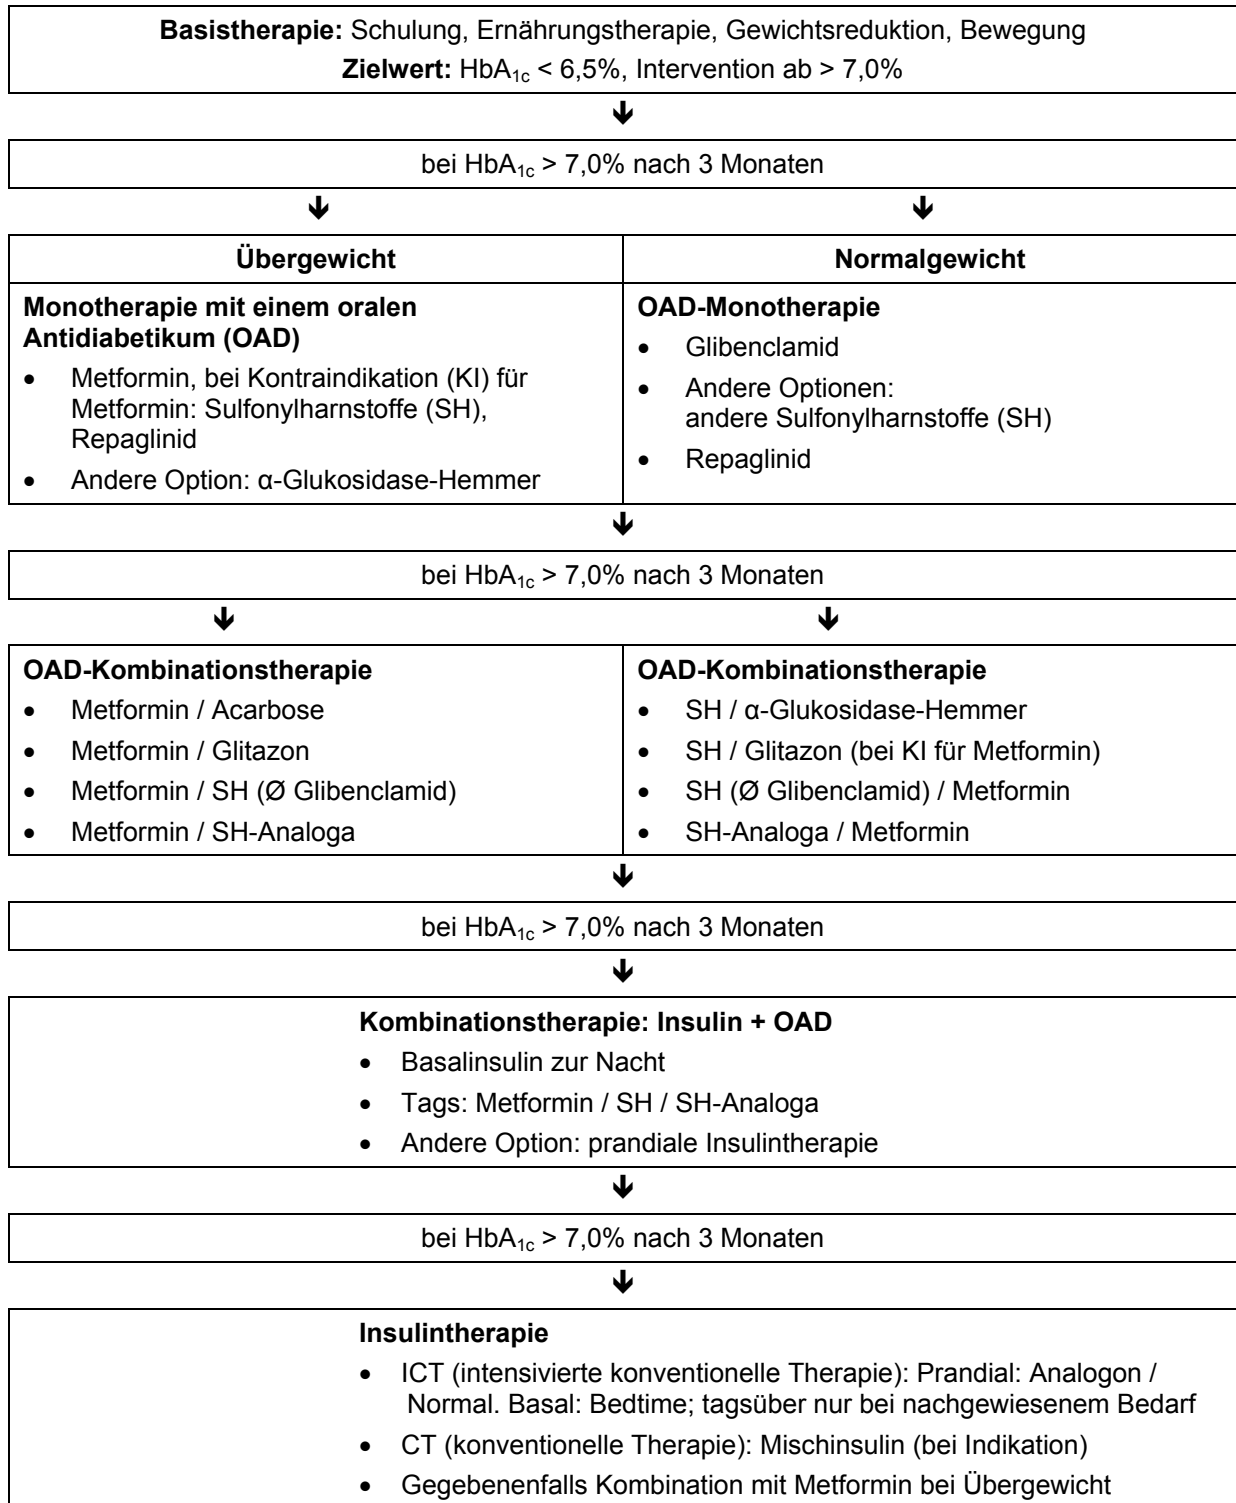 Basistherapie: Schulung, Ernährungstherapie, Gewichtsreduktion, Bewegung
Zielwert: HbA1c < 6,5%, Intervention ab > 7,0%
bei HbA1c > 7,0% nach 3 Monaten
Übergewicht
Monotherapie mit einem oralen
Antidiabetikum (OAD)
• Metformin, bei Kontraindikation (KI) für
Metformin: Sulfonylharnstoffe (SH),
Repaglinid
• Andere Option: α-Glukosidase-Hemmer
Normalgewicht
OAD-Monotherapie
• Glibenclamid
• Andere Optionen:
andere Sulfonylharnstoffe (SH)
• Repaglinid
bei HbA1c > 7,0% nach 3 Monaten
OAD-Kombinationstherapie
• Metformin / Acarbose
• Metformin / Glitazon
• Metformin / SH (Ø Glibenclamid)
• Metformin / SH-Analoga
OAD-Kombinationstherapie
• SH / α-Glukosidase-Hemmer
• SH / Glitazon (bei KI für Metformin)
• SH (Ø Glibenclamid) / Metformin
• SH-Analoga / Metformin
bei HbA1c > 7,0% nach 3 Monaten
Kombinationstherapie: Insulin + OAD
• Basalinsulin zur Nacht
• Tags: Metformin / SH / SH-Analoga
• Andere Option: prandiale Insulintherapie
bei HbA1c > 7,0% nach 3 Monaten
Insulintherapie
• ICT (intensivierte konventionelle Therapie): Prandial: Analogon /
Normal. Basal: Bedtime; tagsüber nur bei nachgewiesenem Bedarf
• CT (konventionelle Therapie): Mischinsulin (bei Indikation)
• Gegebenenfalls Kombination mit Metformin bei Übergewicht